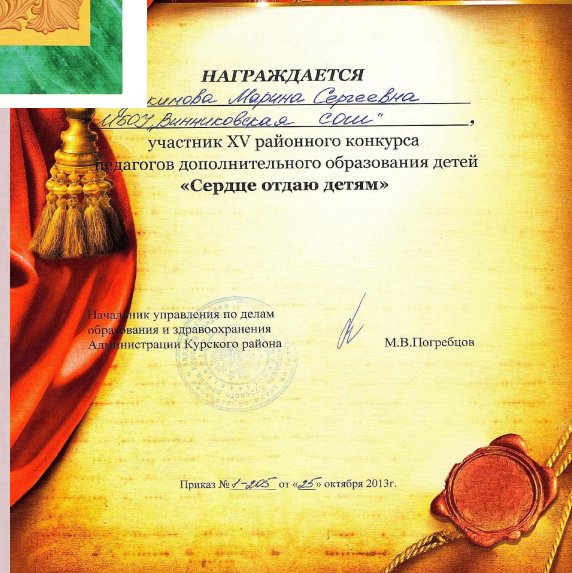 НАГРАЖДАЕТСЯ
Марина Сергеевна
МБОУ „Винниковская СОШ",
участник XV районного конкурса
педагогов дополнительного образования детей
«Сердце отдаю детям»
Начальник управления по делам
образования и здравоохранения
Администрации Курского района М.В.Погребцов
Приказ № 1-205 от «25» октября 2013г.